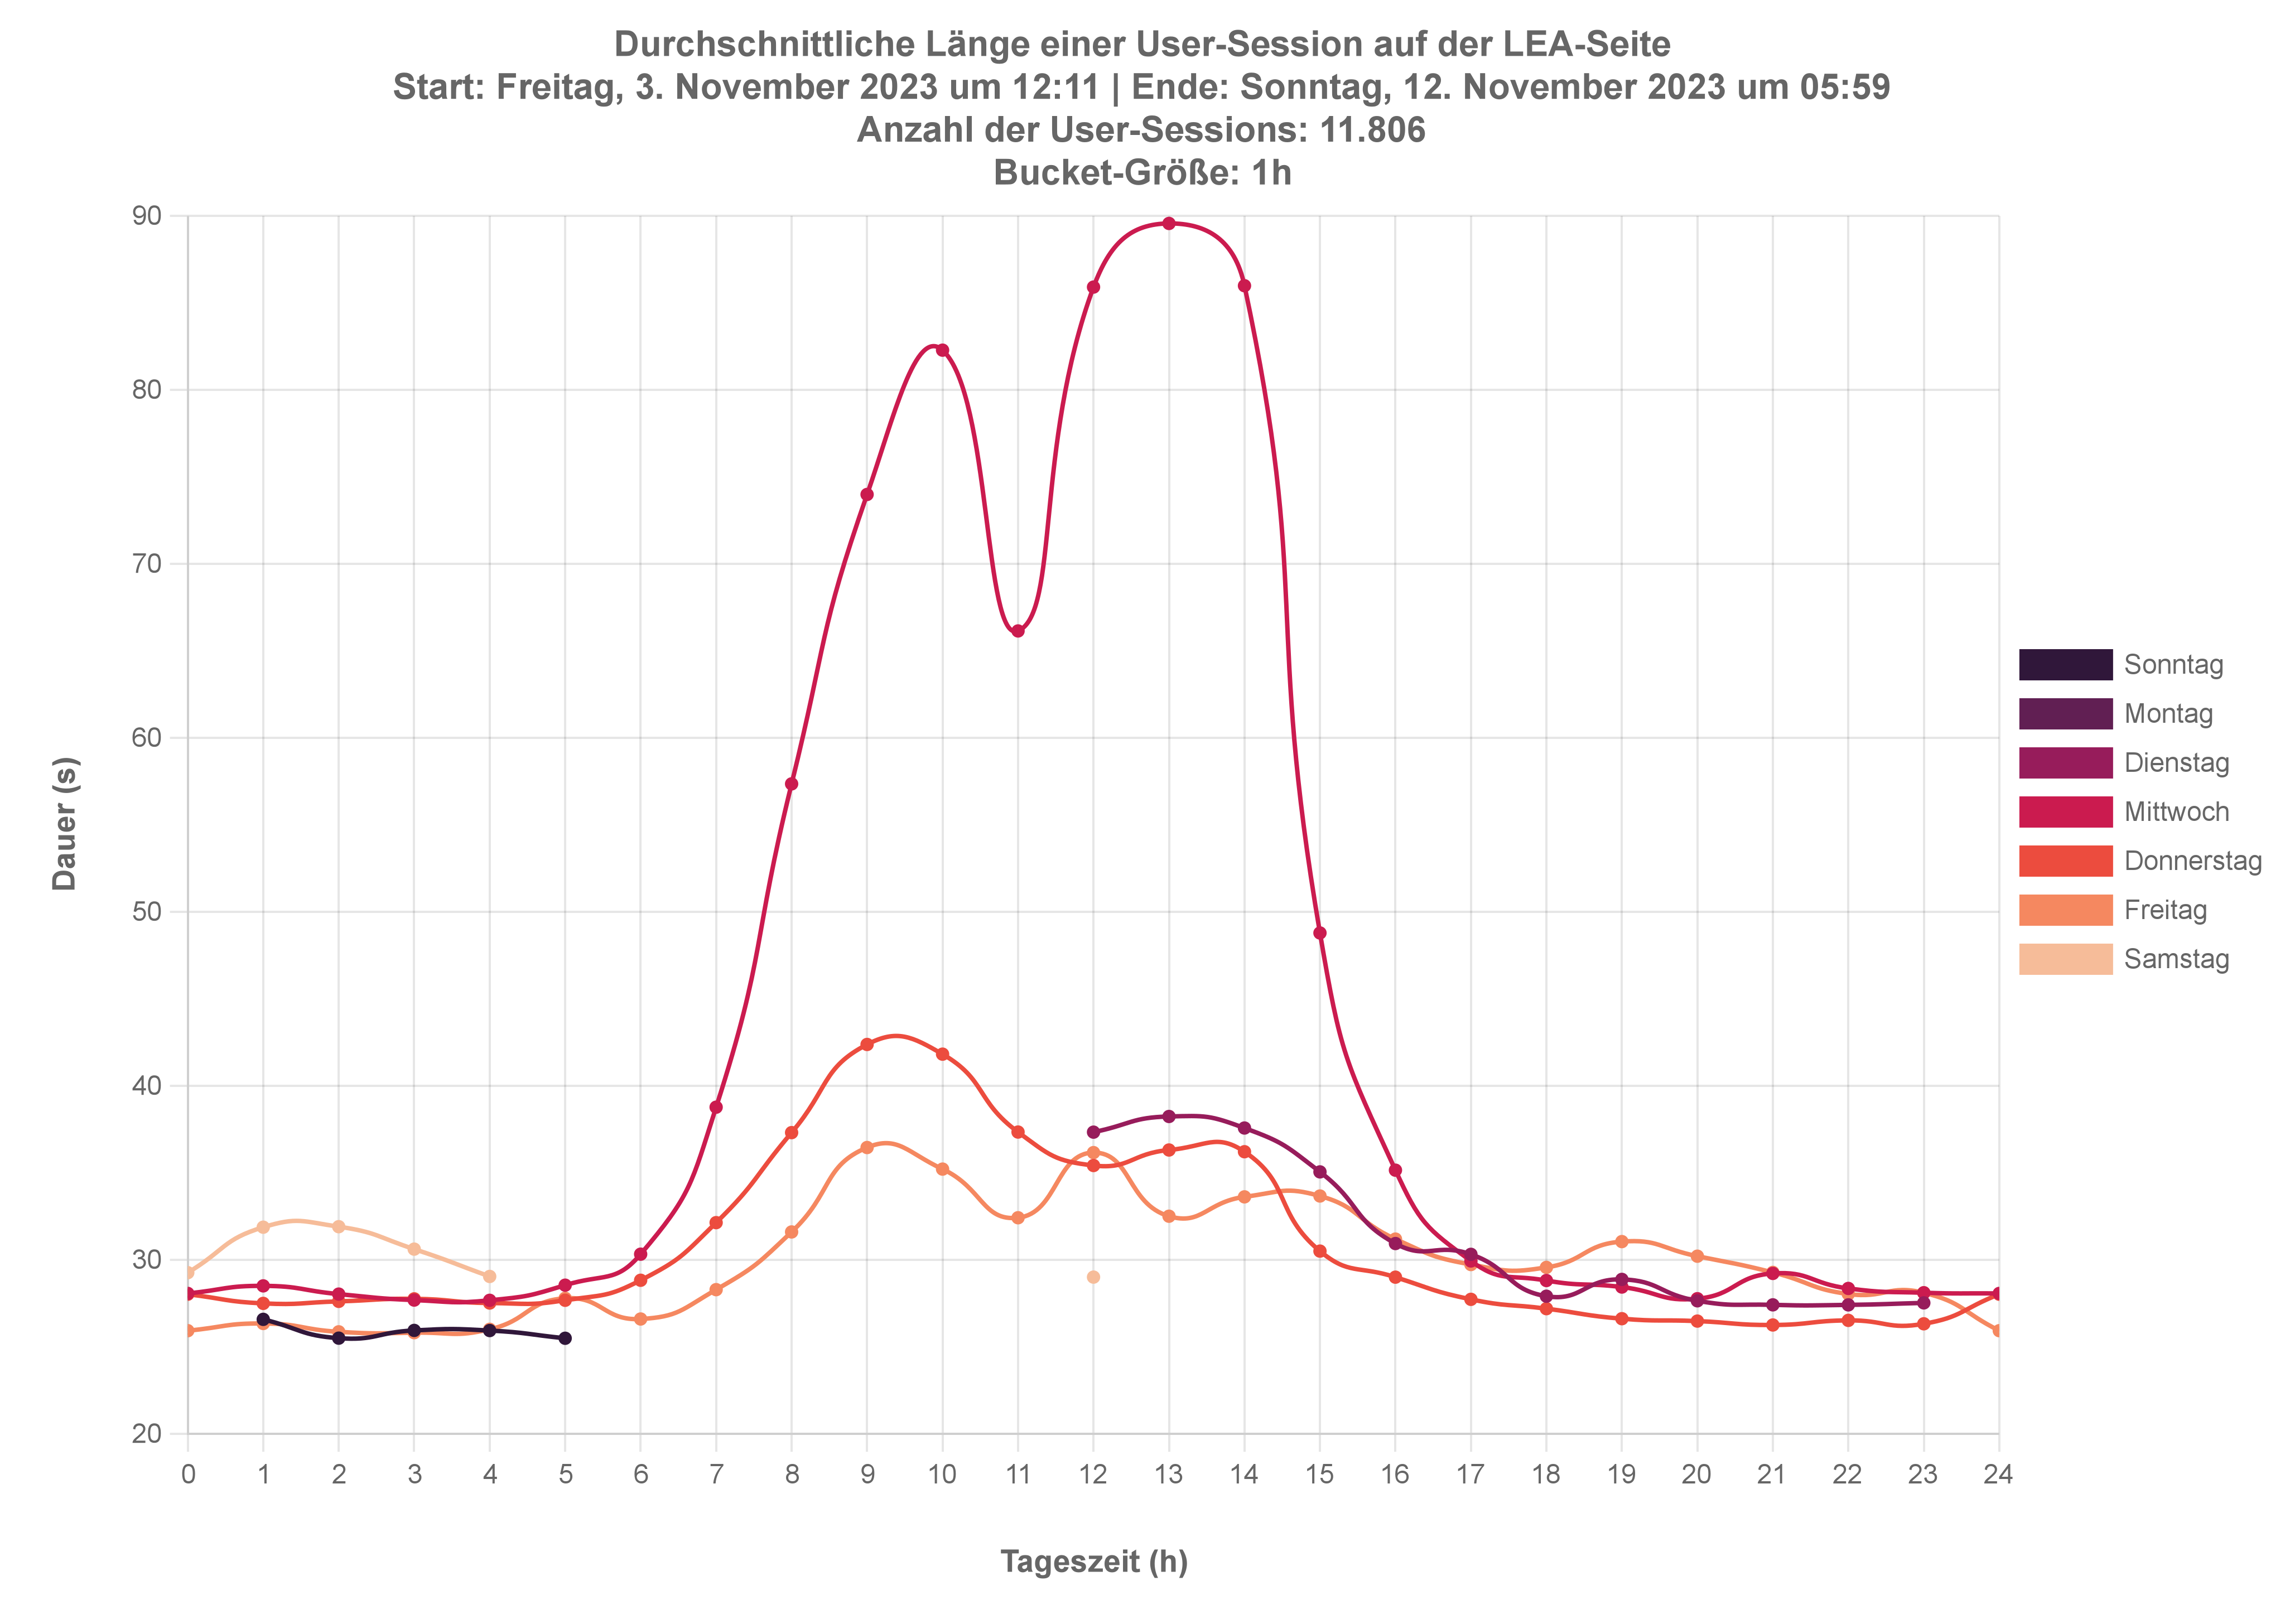 Durchschnittliche Länge einer User-Session auf der LEA-Seite
Start: Freitag, 3. November 2023 um 12:11 | Ende: Sonntag, 12. November 2023 um 05:59
Anzahl der User-Sessions: 11.806
Bucket-Größe: 1h
90
80
70
60
50
40
30
20
Dauer (s)
0 1 2 3 4 5 6 7 8 9 10 11 12 13 14 15 16 17 18 19 20 21 22 23 24
Tageszeit (h)
Sonntag
Montag
Dienstag
Mittwoch
Donnerstag
Freitag
Samstag